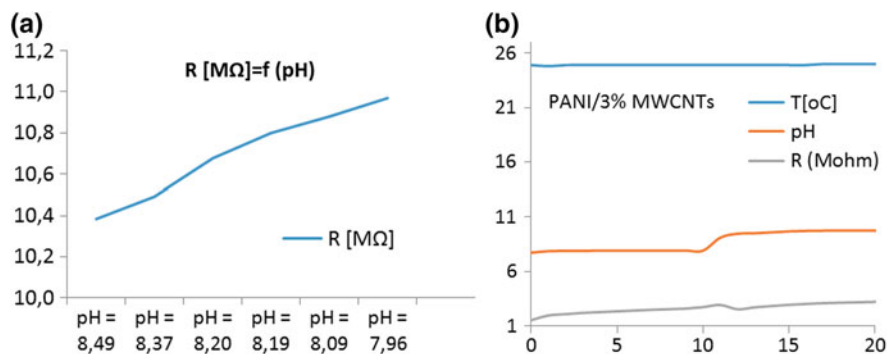 (a)
11,2
11,0
10,8
10,6
10,4
10,2
10,0
R [MΩ]=f (pH)
R [MΩ]
pH = 8,49
pH = 8,37
pH = 8,20
pH = 8,19
pH = 8,09
pH = 7,96
(b)
26
21
16
11
6
1
PANI/3% MWCNTs
T[oC]
pH
R (Mohm)
0 5 10 15 20